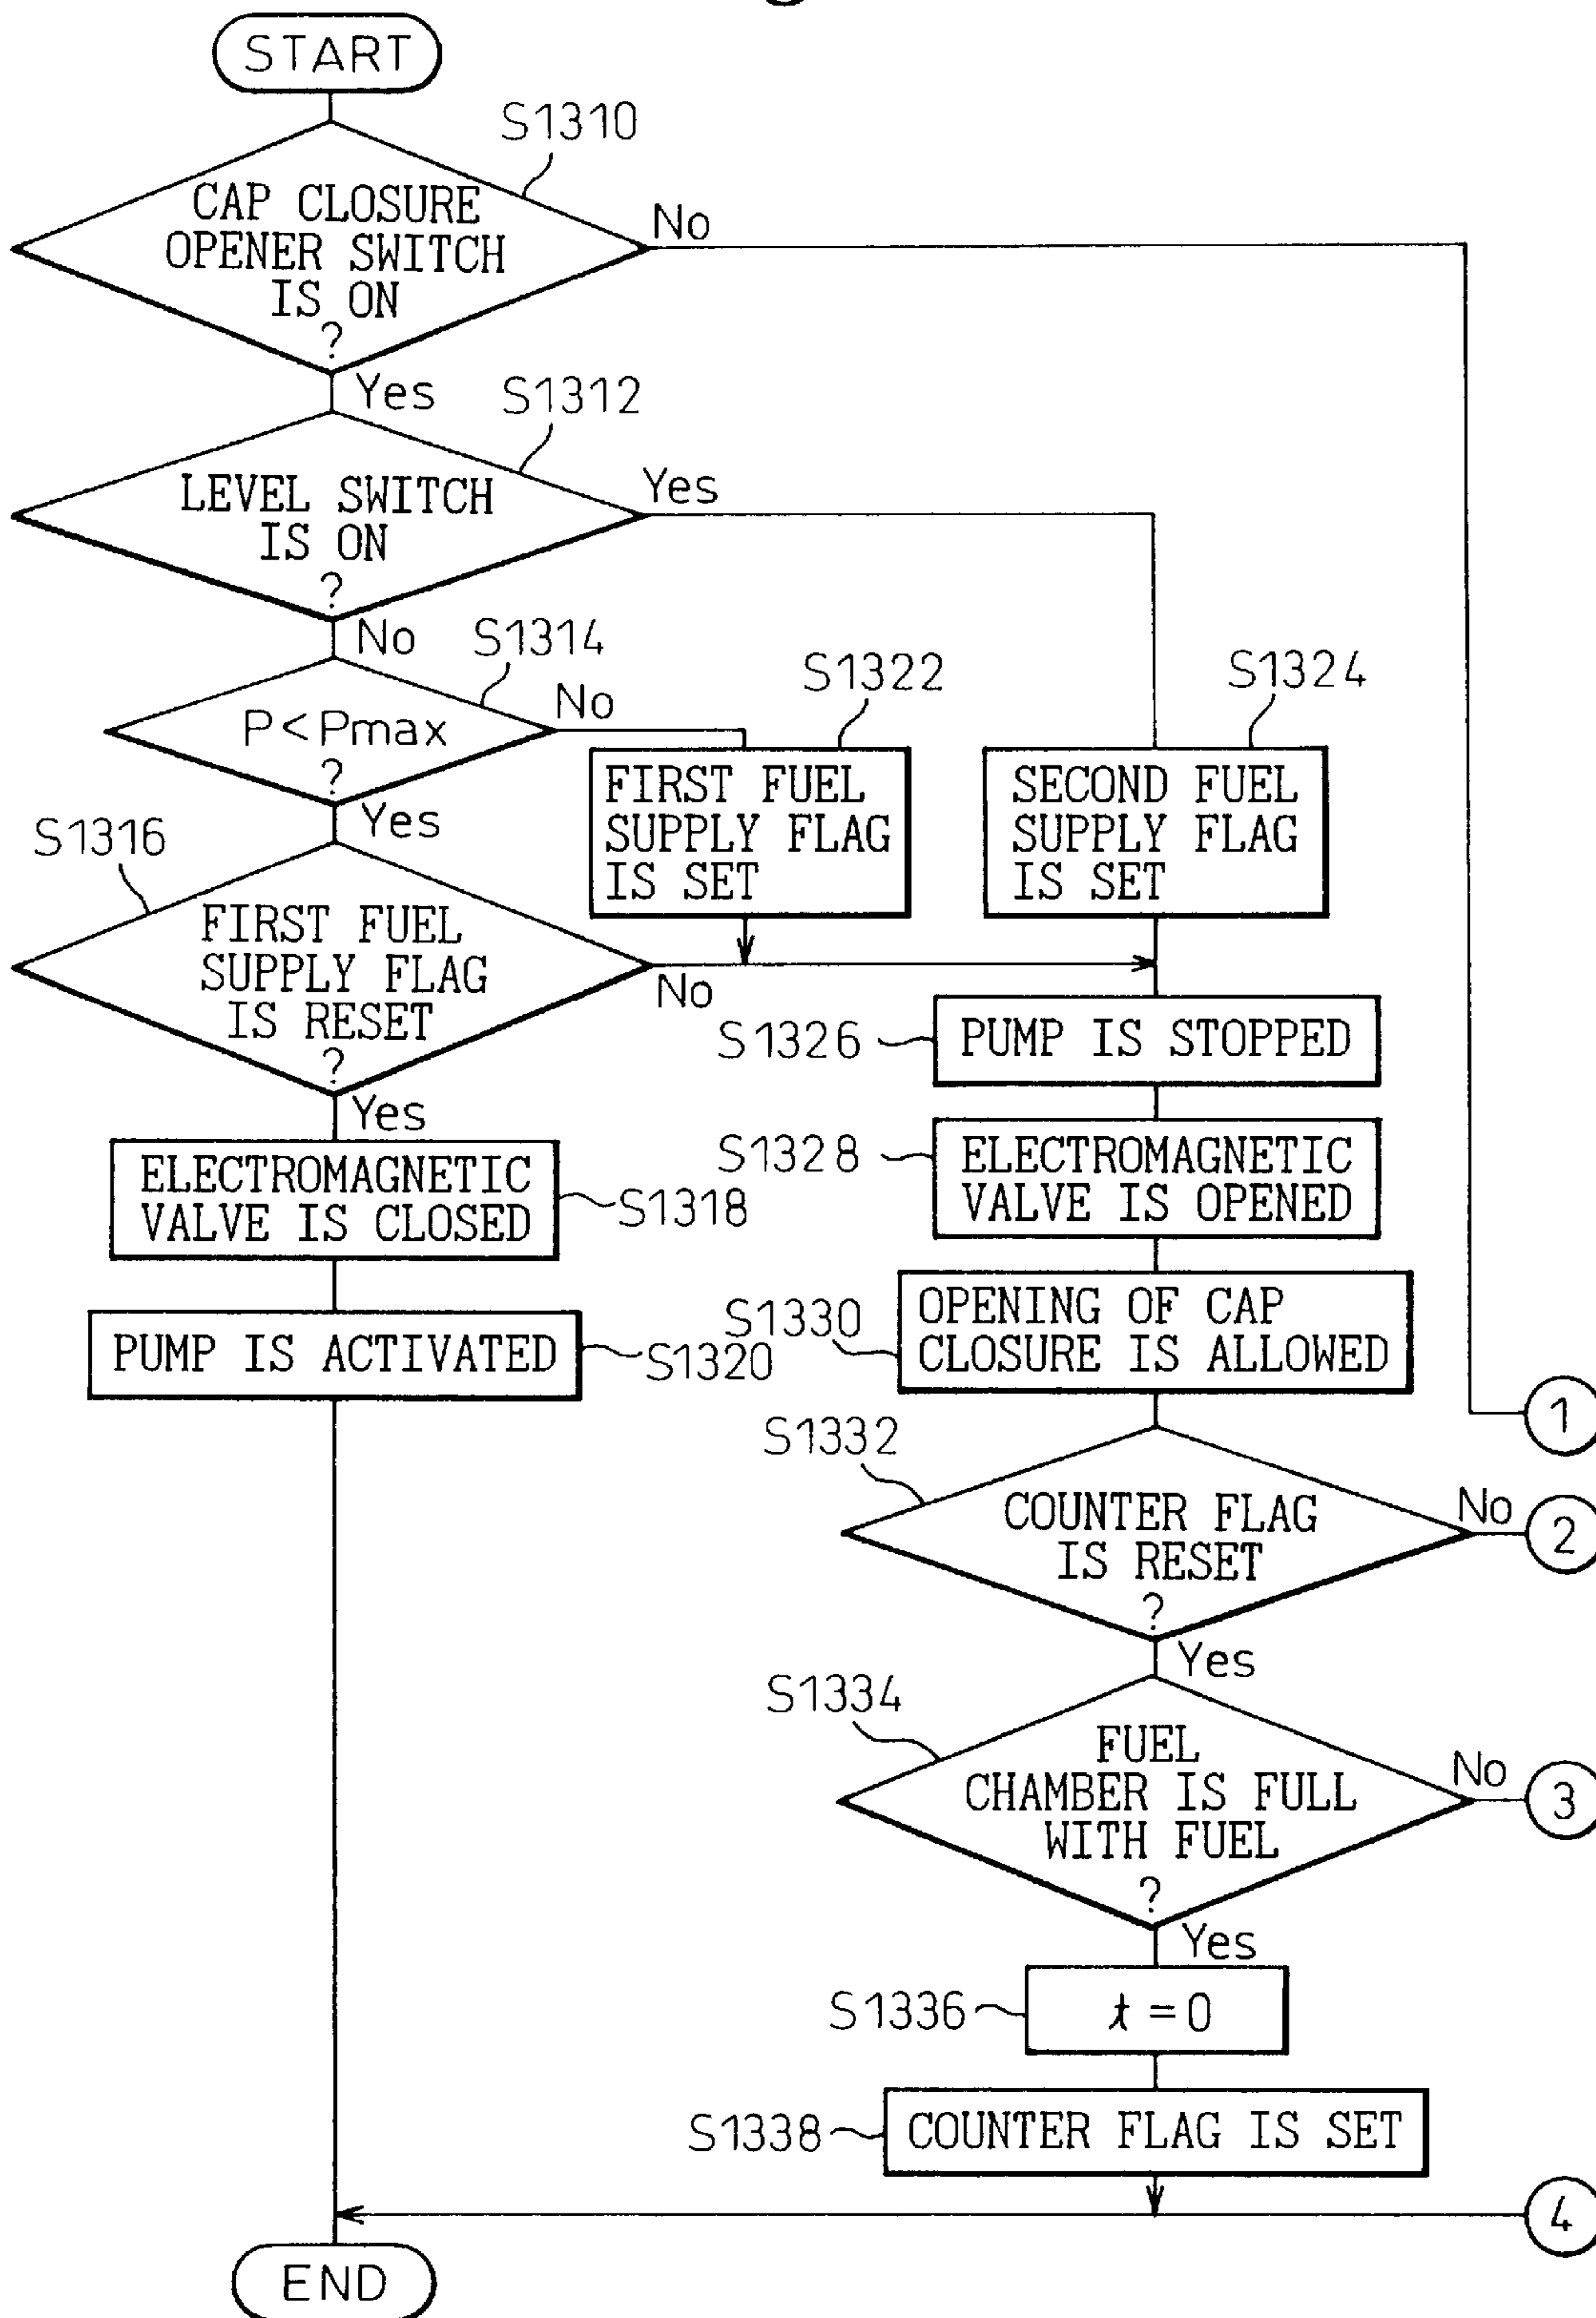 START
S1310
CAP CLOSURE
OPENER SWITCH
IS ON
?
No
Yes
S1312
LEVEL SWITCH
IS ON
?
Yes
No
S1314
P<Pmax
?
No
Yes
S1322
FIRST FUEL
SUPPLY FLAG
IS SET
S1324
SECOND FUEL
SUPPLY FLAG
IS SET
S1316
FIRST FUEL
SUPPLY FLAG
IS RESET
?
No
Yes
S1326
PUMP IS STOPPED
ELECTROMAGNETIC
VALVE IS CLOSED
S1318
S1328
ELECTROMAGNETIC
VALVE IS OPENED
PUMP IS ACTIVATED
S1320
S1330
OPENING OF CAP
CLOSURE IS ALLOWED
1
S1332
COUNTER FLAG
IS RESET
?
No
2
Yes
S1334
FUEL
CHAMBER IS FULL
WITH FUEL
?
No
3
Yes
S1336
t = 0
S1338
COUNTER FLAG IS SET
4
END